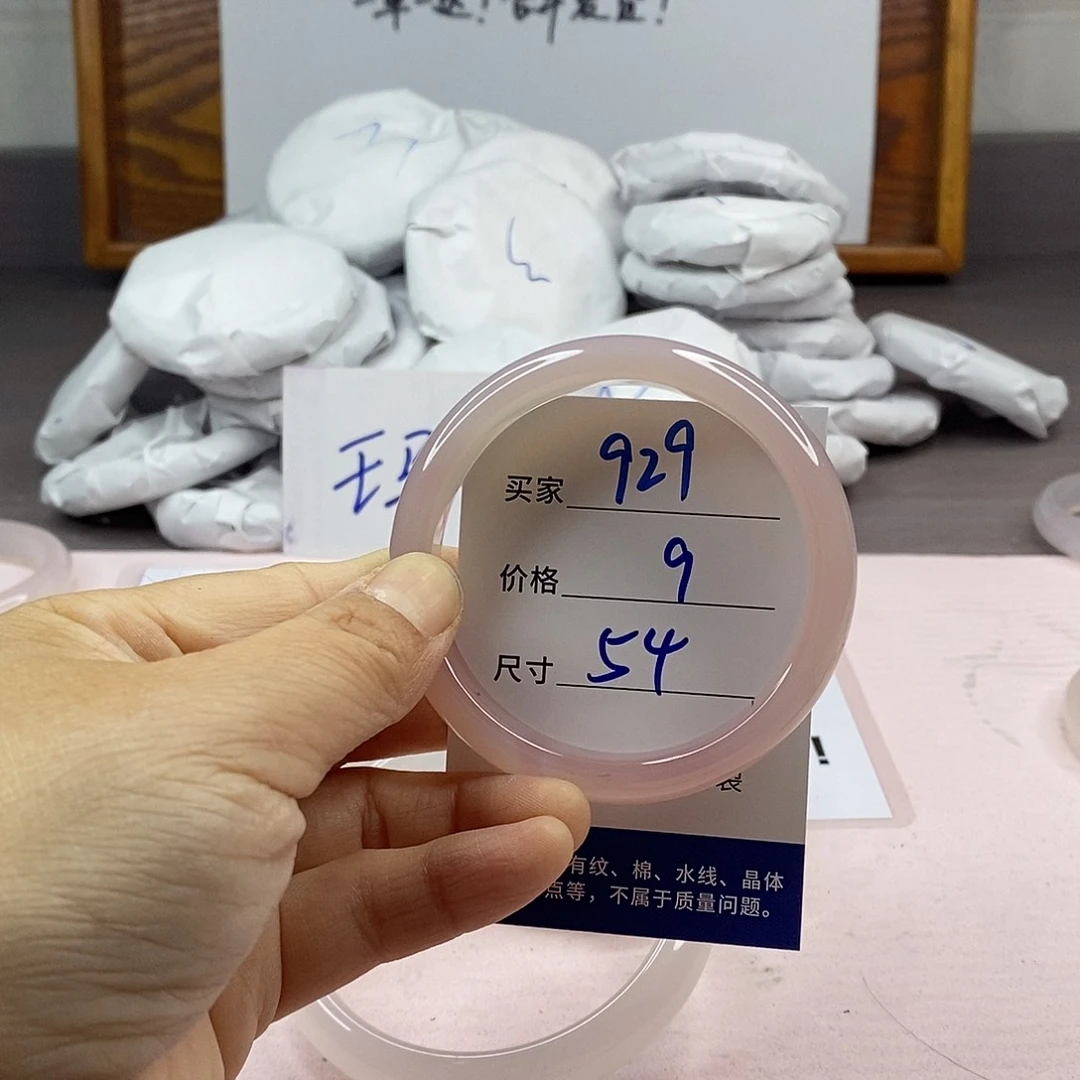 买家 929
价格 9
尺寸 54
袋
有纹、棉、水线、晶体
点等，不属于质量问题。
!